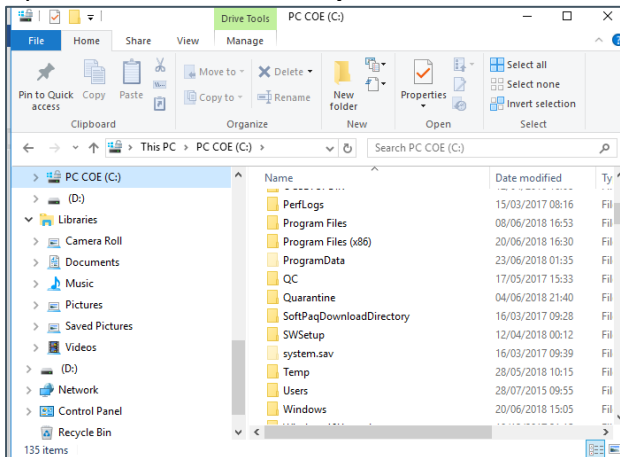 Drive Tools PC COE (C:)
File Home Share View Manage
Pin to Quick access
Copy
Paste
Clipboard
Move to
Copy to
Delete
Rename
Organize
New folder
New
Properties
Open
Select all
Select none
Invert selection
Select
This PC > PC COE (C:) >
Search PC COE (C:)
PC COE (C:)
(D:)
Libraries
Camera Roll
Documents
Music
Pictures
Saved Pictures
Videos
(D:)
Network
Control Panel
Recycle Bin
Name Date modified Ty
PerfLogs 15/03/2017 08:16 Fil
Program Files 08/06/2018 16:53 Fil
Program Files (x86) 20/06/2018 16:30 Fil
ProgramData 23/06/2018 01:35 Fil
QC 17/05/2017 15:33 Fil
Quarantine 04/06/2018 21:40 Fil
SoftPaqDownloadDirectory 16/03/2017 09:28 Fil
SWSetup 12/04/2018 00:12 Fil
system.sav 16/03/2017 09:39 Fil
Temp 28/05/2018 10:15 Fil
Users 28/07/2015 09:55 Fil
Windows 20/06/2018 15:05 Fil
135 items